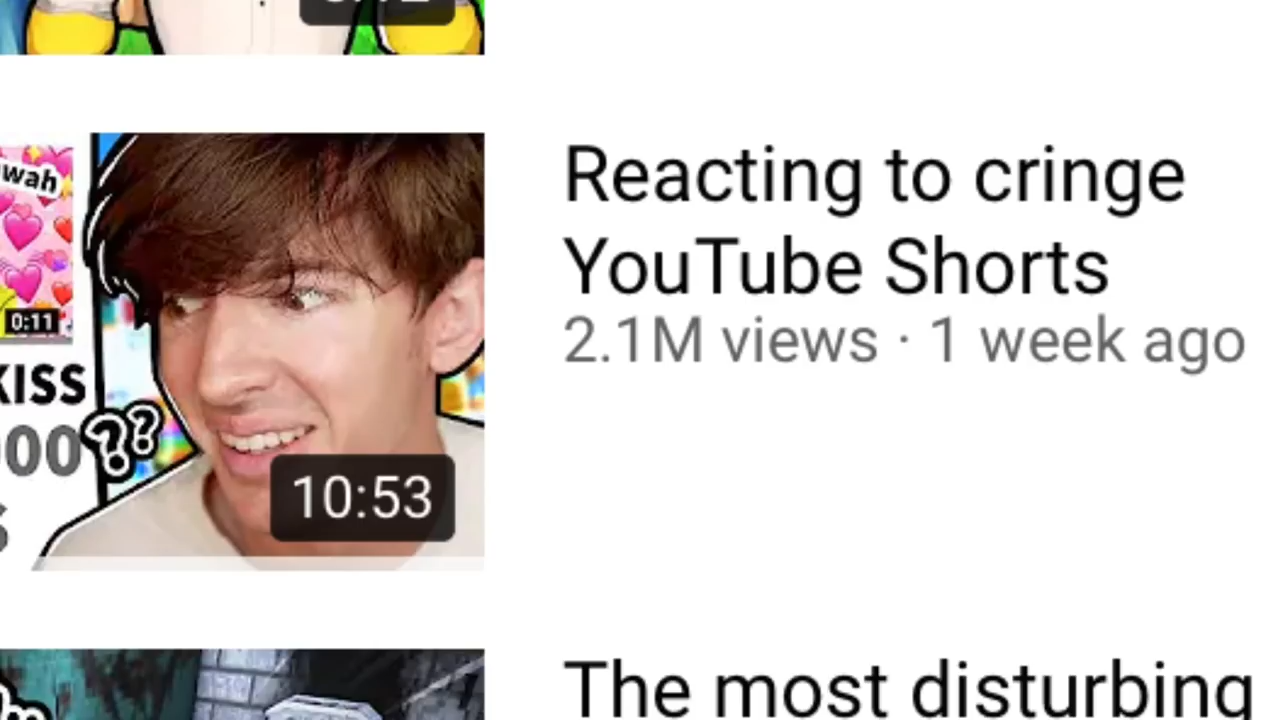 wah
0:11
KISS
00
??
10:53
Reacting to cringe
YouTube Shorts
2.1M views · 1 week ago
The most disturbing